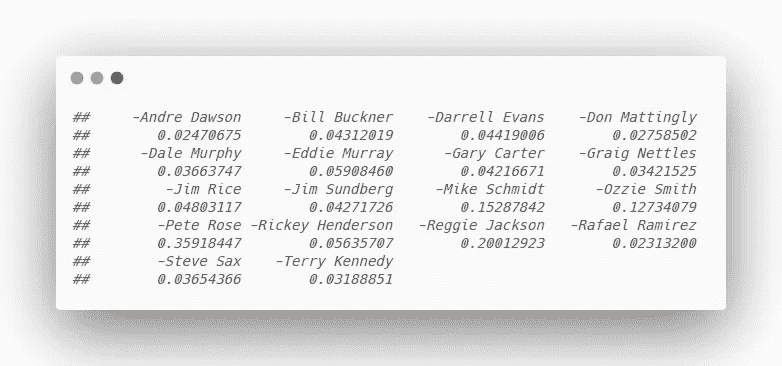 ## -Andre Dawson -Bill Buckner -Darrell Evans -Don Mattingly
## 0.02470675 0.04312019 0.04419006 0.02758502
## -Dale Murphy -Eddie Murray -Gary Carter -Graig Nettles
## 0.03663747 0.05908460 0.04216671 0.03421525
## -Jim Rice -Jim Sundberg -Mike Schmidt -Ozzie Smith
## 0.04803117 0.04271726 0.15287842 0.12734079
## -Pete Rose -Rickey Henderson -Reggie Jackson -Rafael Ramirez
## 0.35918447 0.05635707 0.20012923 0.02313200
## -Steve Sax -Terry Kennedy
## 0.03654366 0.03188851